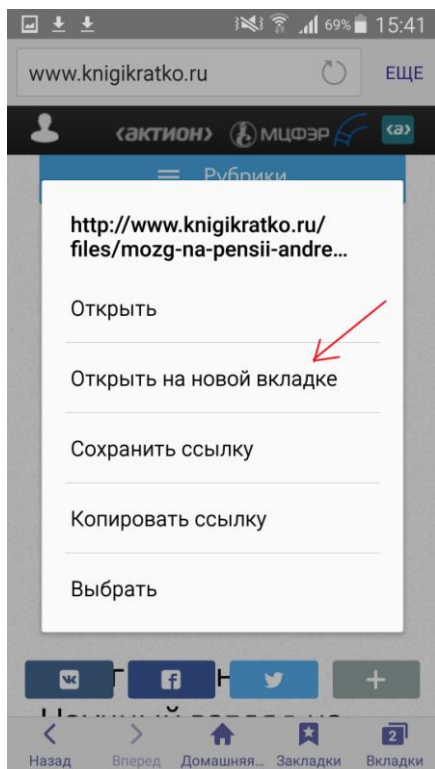 69% 15:41
www.knigikratko.ru ЕЩЕ
<актион> МЦФЭР <a>
Рубрики
http://www.knigikratko.ru/
files/mozg-na-pensii-andre...
Открыть
Открыть на новой вкладке
Сохранить ссылку
Копировать ссылку
Выбрать
Назад Вперед Домашняя... Закладки 2 Вкладки